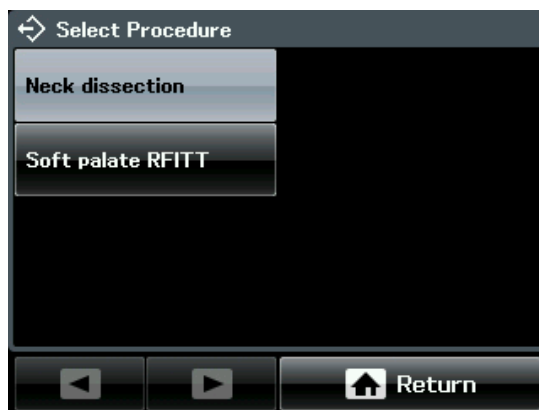 Select Procedure
Neck dissection
Soft palate RFITT
Return